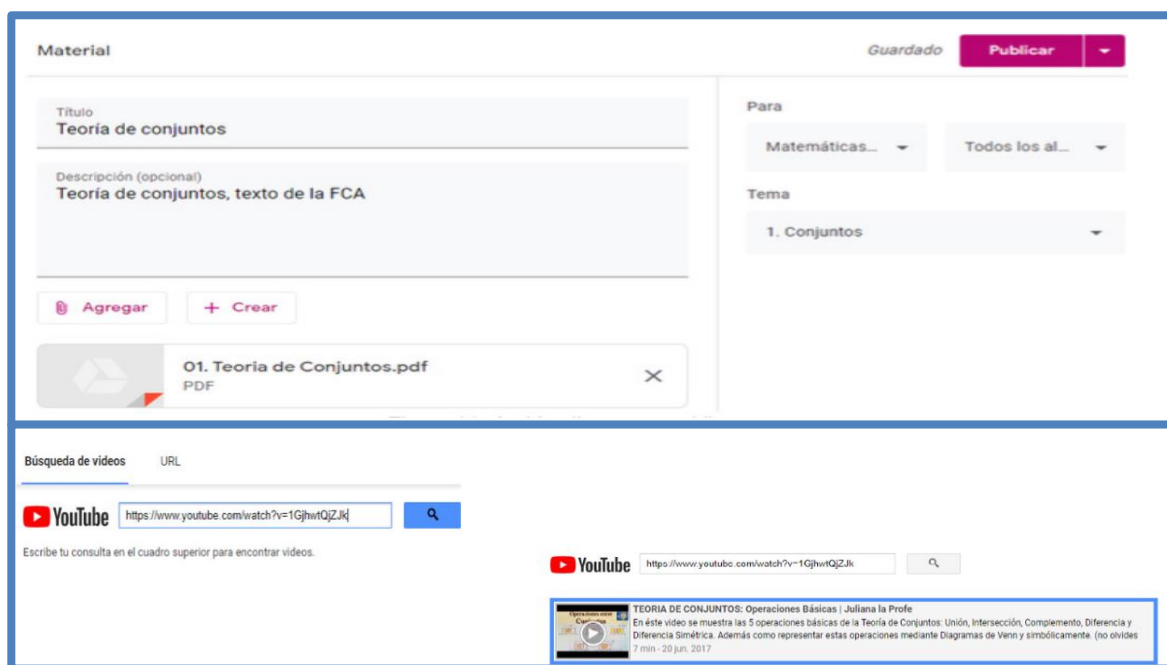 Material
Guardado
Publicar
Título
Teoría de conjuntos
Descripción (opcional)
Teoría de conjuntos, texto de la FCA
Agregar
+ Crear
01. Teoria de Conjuntos.pdf
PDF
Para
Matemáticas...
Todos los al...
Tema
1. Conjuntos
Búsqueda de videos
URL
YouTube
https://www.youtube.com/watch?v=1GjhwtQjZJk
Escribe tu consulta en el cuadro superior para encontrar videos.
YouTube
https://www.youtube.com/watch?v=1GjhwtQjZJk
TEORIA DE CONJUNTOS: Operaciones Básicas | Juliana la Profe
En éste video se muestra las 5 operaciones básicas de la Teoría de Conjuntos: Unión, Intersección, Complemento, Diferencia y
Diferencia Simétrica. Además como representar estas operaciones mediante Diagramas de Venn y simbólicamente. (no olvides
7 min - 20 jun. 2017